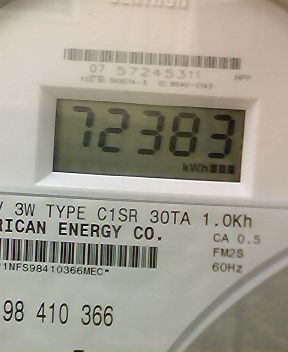 07 57245311
72383
kWh
V 3W TYPE C1SR 30TA 1.0Kh
RICAN ENERGY CO.
CA 0.5
FM2S
60Hz
1NFS98410366MEC*
98 410 366